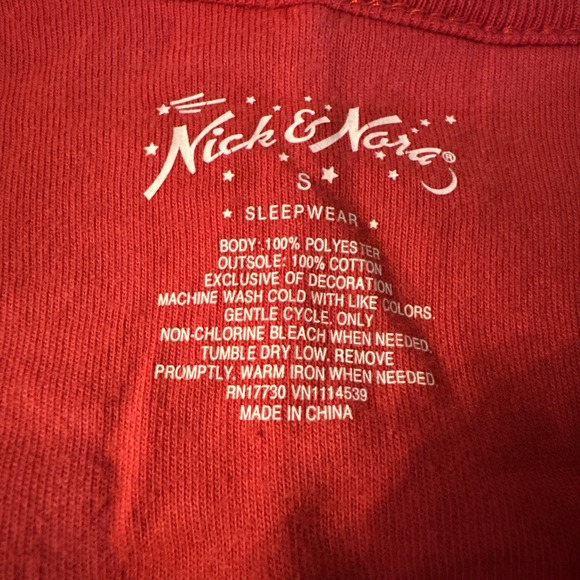 Nick & Nora®
S
SLEEPWEAR
BODY: 100% POLYESTER
OUTSOLE: 100% COTTON
EXCLUSIVE OF DECORATION
MACHINE WASH COLD WITH LIKE COLORS.
GENTLE CYCLE. ONLY
NON-CHLORINE BLEACH WHEN NEEDED.
TUMBLE DRY LOW. REMOVE
PROMPTLY. WARM IRON WHEN NEEDED.
RN17730 VN1114539
MADE IN CHINA